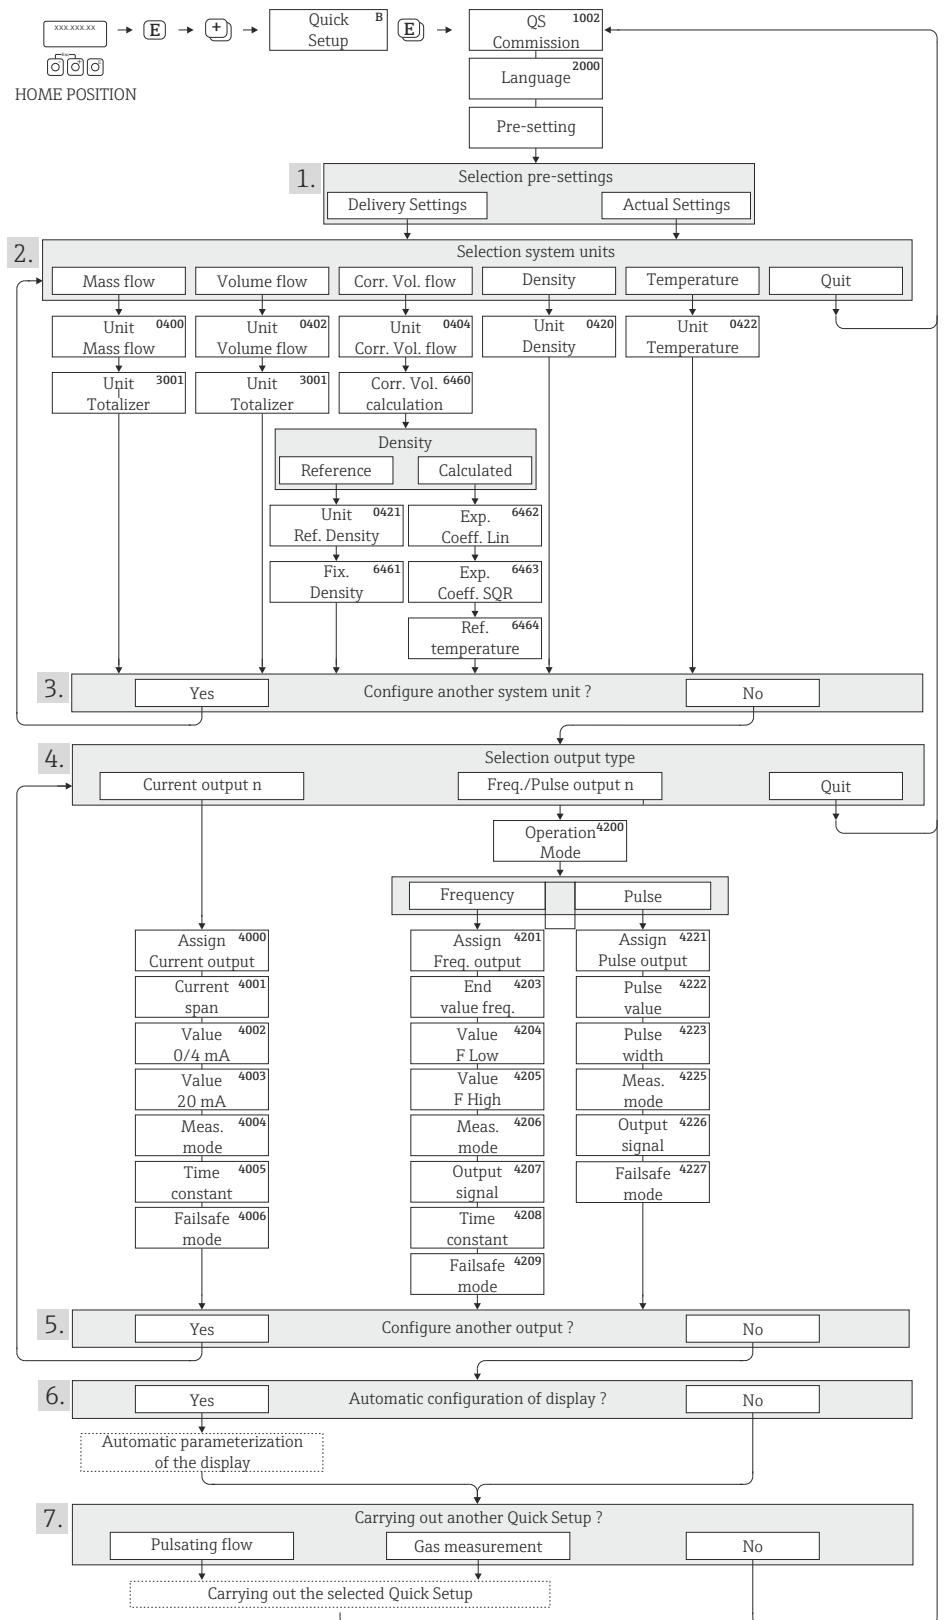 xxx.xxx.xx
Esc
E
+
Quick
Setup
B
E
QS
Commission
1002
- + E
HOME POSITION
Language
2000
Pre-setting
1.
Selection pre-settings
Delivery Settings
Actual Settings
2.
Selection system units
Mass flow
Volume flow
Corr. Vol. flow
Density
Temperature
Quit
Unit
Mass flow
0400
Unit
Volume flow
0402
Unit
Corr. Vol. flow
0404
Unit
Density
0420
Unit
Temperature
0422
Unit
Totalizer
3001
Unit
Totalizer
3001
Corr. Vol.
calculation
6460
Density
Reference
Calculated
Unit
Ref. Density
0421
Exp.
Coeff. Lin
6462
Fix.
Density
6461
Exp.
Coeff. SQR
6463
Ref.
temperature
6464
3.
Yes
Configure another system unit ?
No
4.
Selection output type
Current output n
Freq./Pulse output n
Quit
Operation
Mode
4200
Frequency
Pulse
Assign
Current output
4000
Current
span
4001
Value
0/4 mA
4002
Value
20 mA
4003
Meas.
mode
4004
Time
constant
4005
Failsafe
mode
4006
Assign
Freq. output
4201
End
value freq.
4203
Value
F Low
4204
Value
F High
4205
Meas.
mode
4206
Output
signal
4207
Time
constant
4208
Failsafe
mode
4209
Assign
Pulse output
4221
Pulse
value
4222
Pulse
width
4223
Meas.
mode
4225
Output
signal
4226
Failsafe
mode
4227
5.
Yes
Configure another output ?
No
6.
Yes
Automatic configuration of display ?
No
Automatic parameterization
of the display
7.
Carrying out another Quick Setup ?
Pulsating flow
Gas measurement
No
Carrying out the selected Quick Setup